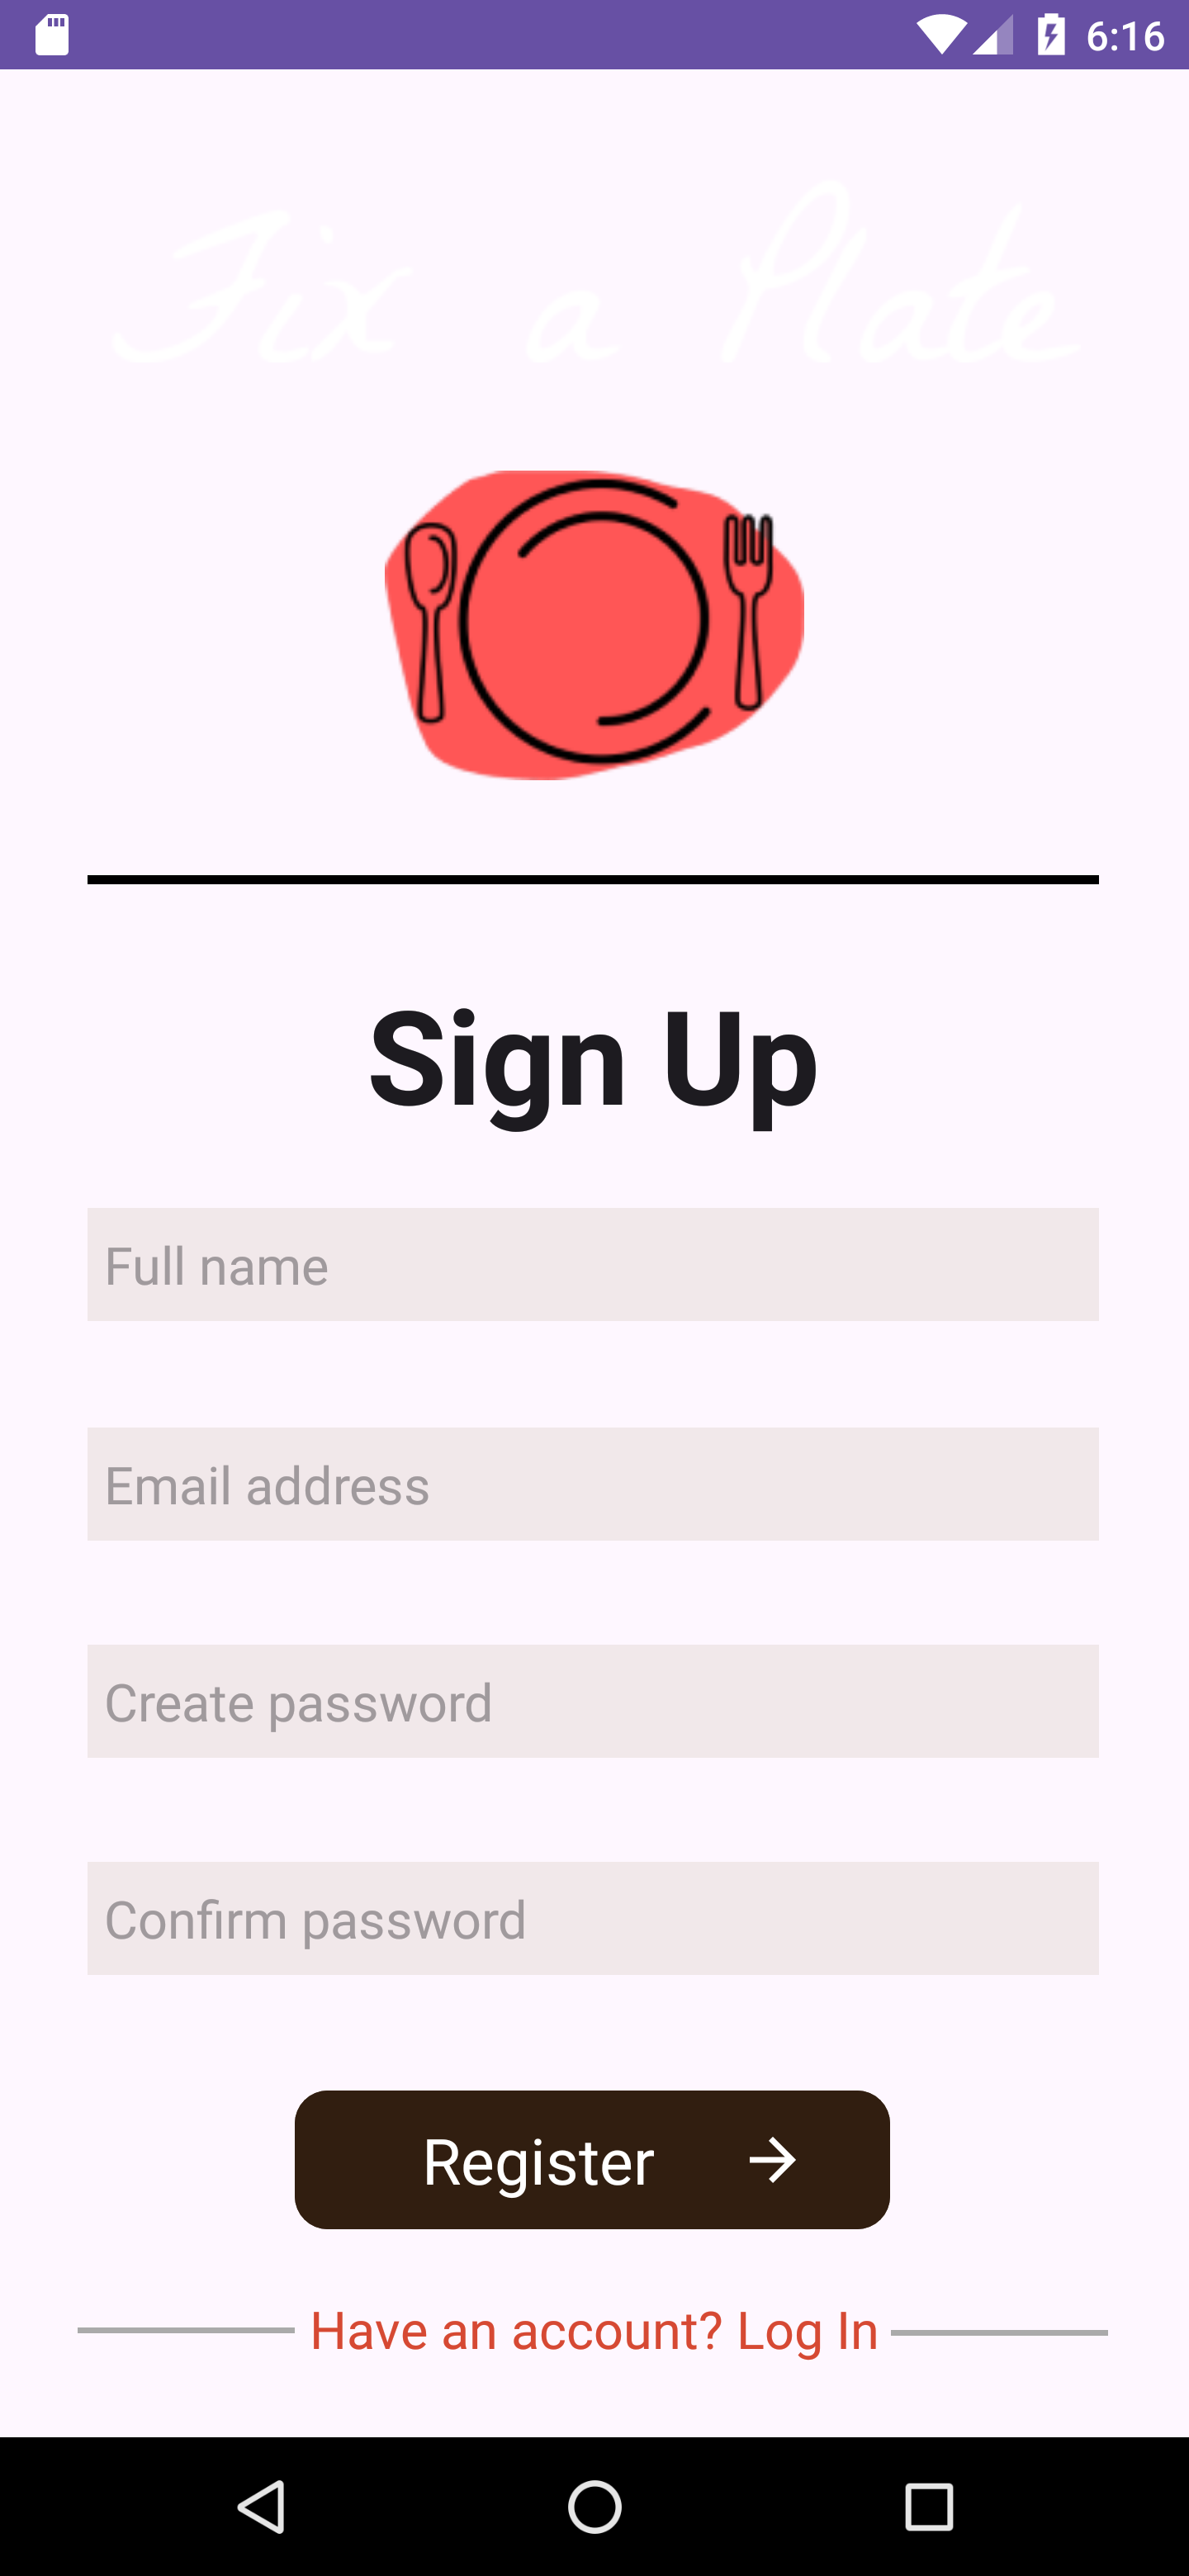 6:16
Fix a Plate
Sign Up
Full name
Email address
Create password
Confirm password
Register
Have an account? Log In